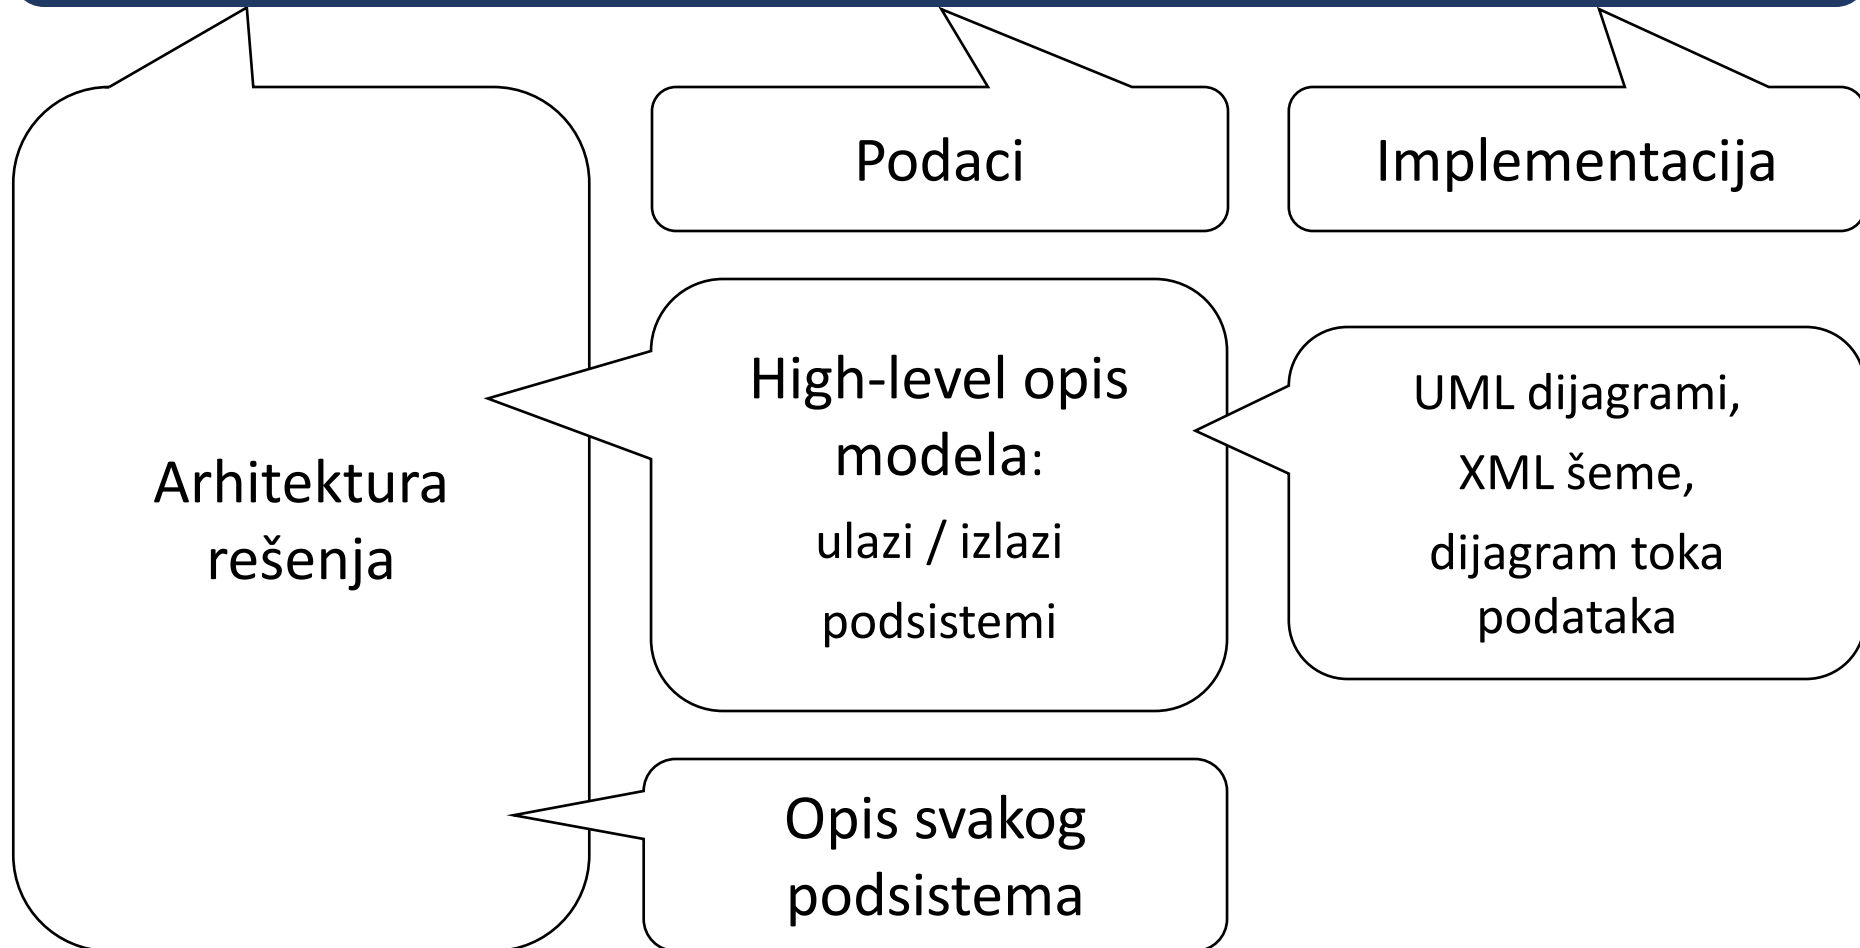 Podaci
Implementacija
Arhitektura
rešenja
High-level opis
modela:
ulazi / izlazi
podsistemi
UML dijagrami,
XML šeme,
dijagram toka
podataka
Opis svakog
podsistema